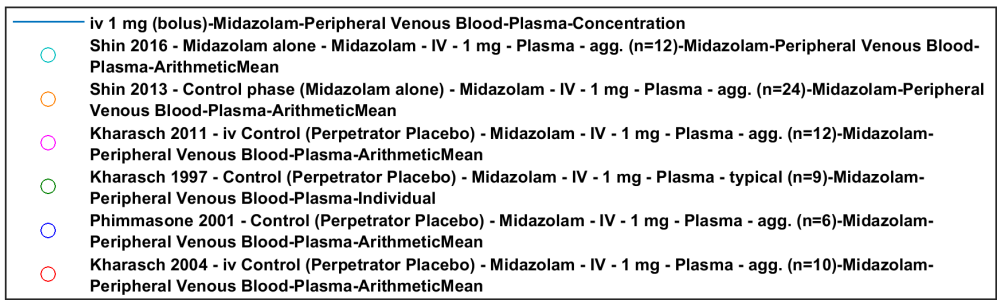 iv 1 mg (bolus)-Midazolam-Peripheral Venous Blood-Plasma-Concentration
Shin 2016 - Midazolam alone - Midazolam - IV - 1 mg - Plasma - agg. (n=12)-Midazolam-Peripheral Venous Blood-
Plasma-ArithmeticMean
Shin 2013 - Control phase (Midazolam alone) - Midazolam - IV - 1 mg - Plasma - agg. (n=24)-Midazolam-Peripheral
Venous Blood-Plasma-ArithmeticMean
Kharasch 2011 - iv Control (Perpetrator Placebo) - Midazolam - IV - 1 mg - Plasma - agg. (n=12)-Midazolam-
Peripheral Venous Blood-Plasma-ArithmeticMean
Kharasch 1997 - Control (Perpetrator Placebo) - Midazolam - IV - 1 mg - Plasma - typical (n=9)-Midazolam-
Peripheral Venous Blood-Plasma-Individual
Phimmasone 2001 - Control (Perpetrator Placebo) - Midazolam - IV - 1 mg - Plasma - agg. (n=6)-Midazolam-
Peripheral Venous Blood-Plasma-ArithmeticMean
Kharasch 2004 - iv Control (Perpetrator Placebo) - Midazolam - IV - 1 mg - Plasma - agg. (n=10)-Midazolam-
Peripheral Venous Blood-Plasma-ArithmeticMean